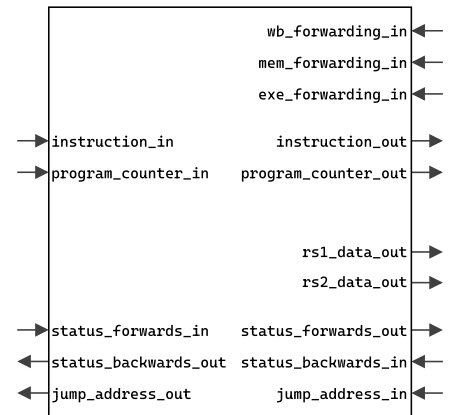 wb_forwarding_in
mem_forwarding_in
exe_forwarding_in
instruction_in instruction_out
program_counter_in program_counter_out
rs1_data_out
rs2_data_out
status_forwards_in status_forwards_out
status_backwards_out status_backwards_in
jump_address_out jump_address_in